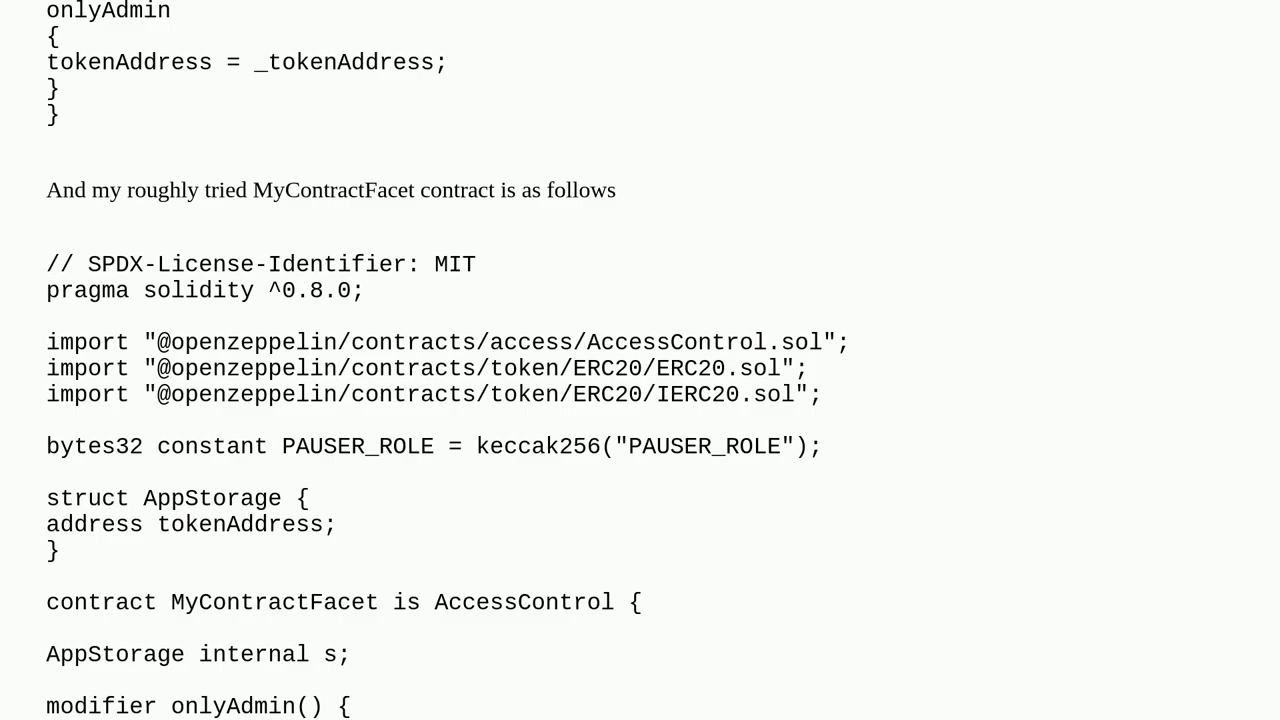 onlyAdmin
{
tokenAddress = _tokenAddress;
}
}
And my roughly tried MyContractFacet contract is as follows
// SPDX-License-Identifier: MIT
pragma solidity ^0.8.0;
import "@openzeppelin/contracts/access/AccessControl.sol";
import "@openzeppelin/contracts/token/ERC20/ERC20.sol";
import "@openzeppelin/contracts/token/ERC20/IERC20.sol";
bytes32 constant PAUSER_ROLE = keccak256("PAUSER_ROLE");
struct AppStorage {
address tokenAddress;
}
contract MyContractFacet is AccessControl {
AppStorage internal s;
modifier onlyAdmin() {